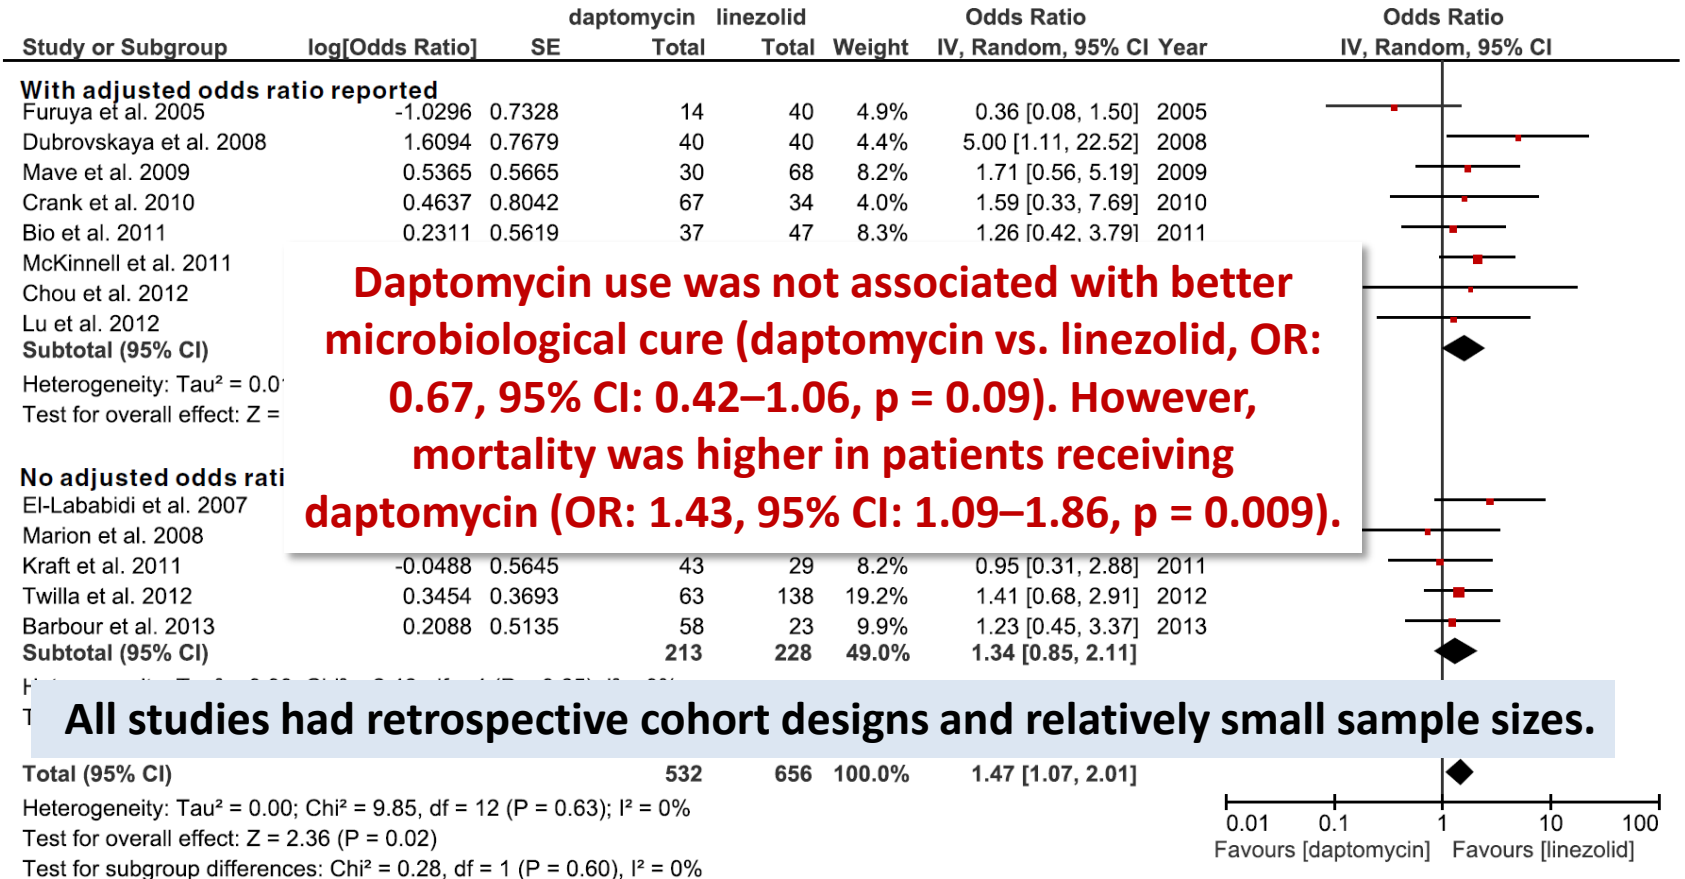 daptomycin linezolid Odds Ratio Odds Ratio
Study or Subgroup log[Odds Ratio] SE Total Total Weight IV, Random, 95% CI Year IV, Random, 95% CI
With adjusted odds ratio reported
Furuya et al. 2005 -1.0296 0.7328 14 40 4.9% 0.36 [0.08, 1.50] 2005
Dubrovskaya et al. 2008 1.6094 0.7679 40 40 4.4% 5.00 [1.11, 22.52] 2008
Mave et al. 2009 0.5365 0.5665 30 68 8.2% 1.71 [0.56, 5.19] 2009
Crank et al. 2010 0.4637 0.8042 67 34 4.0% 1.59 [0.33, 7.69] 2010
Bio et al. 2011 0.2311 0.5619 37 47 8.3% 1.26 [0.42, 3.79] 2011
McKinnell et al. 2011
Chou et al. 2012
Lu et al. 2012
Subtotal (95% CI)
Heterogeneity: Tau² = 0.0
Test for overall effect: Z =
Daptomycin use was not associated with better
microbiological cure (daptomycin vs. linezolid, OR:
0.67, 95% CI: 0.42–1.06, p = 0.09). However,
mortality was higher in patients receiving
daptomycin (OR: 1.43, 95% CI: 1.09–1.86, p = 0.009).
No adjusted odds rati
El-Lababidi et al. 2007
Marion et al. 2008
Kraft et al. 2011 -0.0488 0.5645 43 29 8.2% 0.95 [0.31, 2.88] 2011
Twilla et al. 2012 0.3454 0.3693 63 138 19.2% 1.41 [0.68, 2.91] 2012
Barbour et al. 2013 0.2088 0.5135 58 23 9.9% 1.23 [0.45, 3.37] 2013
Subtotal (95% CI) 213 228 49.0% 1.34 [0.85, 2.11]
All studies had retrospective cohort designs and relatively small sample sizes.
Total (95% CI) 532 656 100.0% 1.47 [1.07, 2.01]
Heterogeneity: Tau² = 0.00; Chi² = 9.85, df = 12 (P = 0.63); I² = 0%
Test for overall effect: Z = 2.36 (P = 0.02)
Test for subgroup differences: Chi² = 0.28, df = 1 (P = 0.60), I² = 0%
0.01 0.1 1 10 100
Favours [daptomycin] Favours [linezolid]